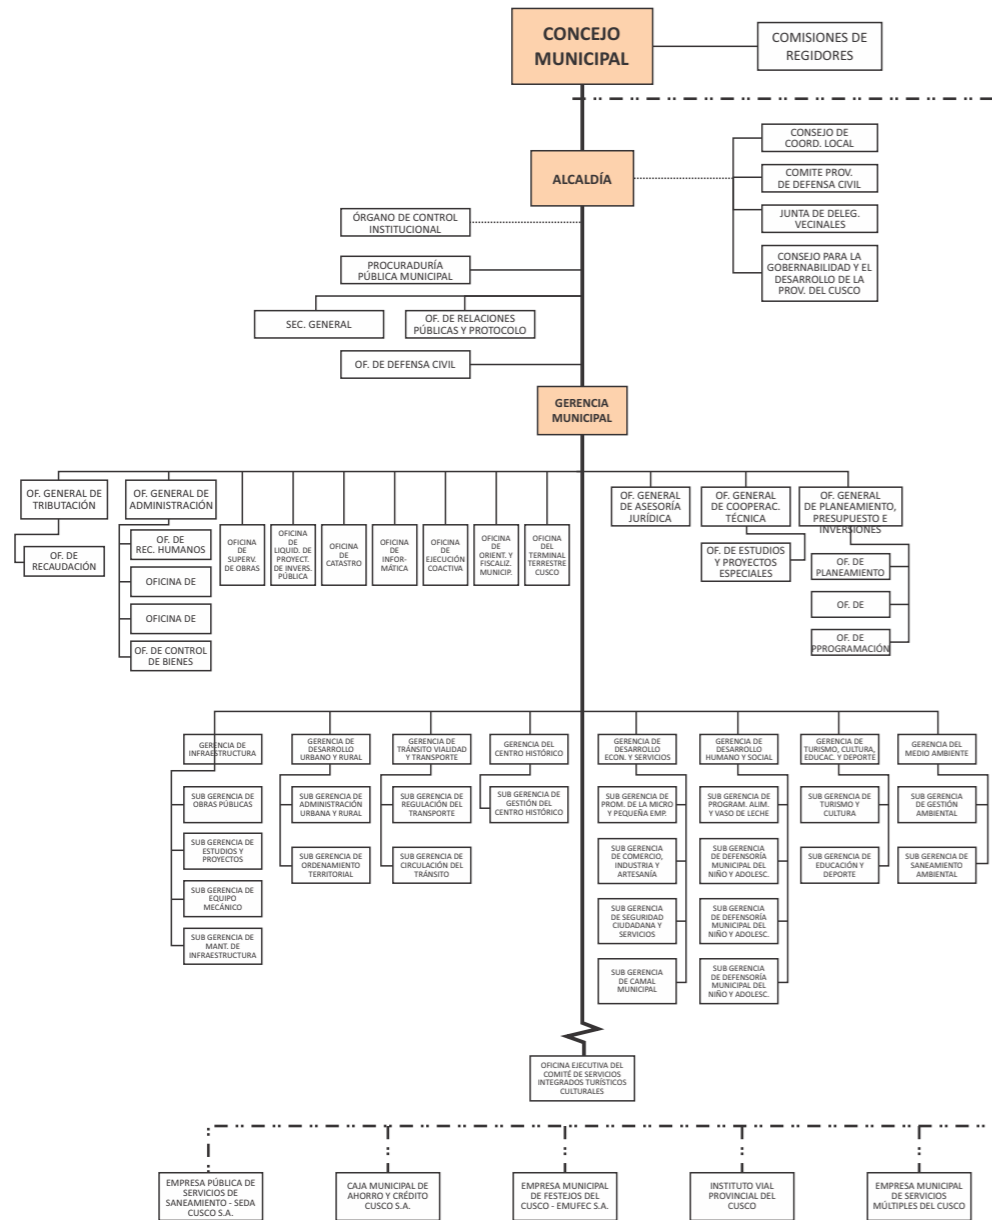 CONCEJO
MUNICIPAL
COMISIONES DE
REGIDORES
ALCALDÍA
CONSEJO DE
COORD. LOCAL
COMITE PROV.
DE DEFENSA CIVIL
JUNTA DE DELEG.
VECINALES
CONSEJO PARA LA
GOBERNABILIDAD Y EL
DESARROLLO DE LA
PROV. DEL CUSCO
ÓRGANO DE CONTROL
INSTITUCIONAL
PROCURADURÍA
PÚBLICA MUNICIPAL
SEC. GENERAL
OF. DE RELACIONES
PÚBLICAS Y PROTOCOLO
OF. DE DEFENSA CIVIL
GERENCIA
MUNICIPAL
OF. GENERAL DE
TRIBUTACIÓN
OF. DE
RECAUDACIÓN
OF. GENERAL DE
ADMINISTRACIÓN
OF. DE
REC. HUMANOS
OFICINA DE
OFICINA DE
OF. DE CONTROL
DE BIENES
OFICINA
DE
SUPERV.
DE OBRAS
OFICINA
DE
LIQUID. DE
PROYECT.
DE INVERS.
PÚBLICA
OFICINA
DE
CATASTRO
OFICINA
DE
INFOR-
MÁTICA
OFICINA
DE
EJECUCIÓN
COACTIVA
OFICINA
DE
ORIENT. Y
FISCALIZ.
MUNICIP.
OFICINA
DEL
TERMINAL
TERRESTRE
CUSCO
OF. GENERAL
DE ASESORÍA
JURÍDICA
OF. GENERAL
DE COOPERAC.
TÉCNICA
OF. DE ESTUDIOS
Y PROYECTOS
ESPECIALES
OF. GENERAL
DE PLANEAMIENTO,
PRESUPUESTO E
INVERSIONES
OF. DE
PLANEAMIENTO
OF. DE
OF. DE
PPROGRAMACIÓN
GERENCIA DE
INFRAESTRUCTURA
SUB GERENCIA DE
OBRAS PÚBLICAS
SUB GERENCIA DE
ESTUDIOS Y
PROYECTOS
SUB GERENCIA DE
EQUIPO
MECÁNICO
SUB GERENCIA DE
MANT. DE
INFRAESTRUCTURA
GERENCIA DE
DESARROLLO
URBANO Y RURAL
SUB GERENCIA DE
ADMINISTRACIÓN
URBANA Y RURAL
SUB GERENCIA DE
ORDENAMIENTO
TERRITORIAL
GERENCIA DE
TRÁNSITO VIALIDAD
Y TRANSPORTE
SUB GERENCIA DE
REGULACIÓN DEL
TRANSPORTE
SUB GERENCIA DE
CIRCULACIÓN DE
TRÁNSITO
GERENCIA DEL
CENTRO HISTÓRICO
SUB GERENCIA DE
GESTIÓN DEL
CENTRO HISTÓRICO
GERENCIA DE
DESARROLLO
ECON. Y SERVICIOS
SUB GERENCIA DE
PROM. DE LA MICRO
Y PEQUEÑA EMP.
SUB GERENCIA
DE COMERCIO,
INDUSTRIA Y
ARTESANÍA
SUB GERENCIA
DE SEGURIDAD
CIUDADANA Y
SERVICIOS
SUB GERENCIA
DE CAMAL
MUNICIPAL
GERENCIA DE
DESARROLLO
HUMANO Y SOCIAL
SUB GERENCIA DE
PROGRAM. ALIM.
Y VASO DE LECHE
SUB GERENCIA
DE DEFENSORÍA
MUNICIPAL DEL
NIÑO Y ADOLESC.
SUB GERENCIA
DE DEFENSORÍA
MUNICIPAL DEL
NIÑO Y ADOLESC.
SUB GERENCIA
DE DEFENSORÍA
MUNICIPAL DEL
NIÑO Y ADOLESC.
GERENCIA DE
TURISMO, CULTURA,
EDUCAC. Y DEPORTE
SUB GERENCIA DE
TURISMO Y
CULTURA
SUB GERENCIA DE
EDUCACIÓN Y
DEPORTE
GERENCIA DEL
MEDIO AMBIENTE
SUB GERENCIA
DE GESTIÓN
AMBIENTAL
SUB GERENCIA DE
SANEAMIENTO
AMBIENTAL
OFICINA EJECUTIVA DEL
COMITÉ DE SERVICIOS
INTEGRADOS TURÍSTICOS
CULTURALES
EMPRESA PÚBLICA DE
SERVICIOS DE
SANEAMIENTO - SEDA
CUSCO S.A.
CAJA MUNICIPAL DE
AHORRO Y CRÉDITO
CUSCO S.A.
EMPRESA MUNICIPAL
DE FESTEJOS DEL
CUSCO - EMUFEC S.A.
INSTITUTO VIAL
PROVINCIAL DEL
CUSCO
EMPRESA MUNICIPAL
DE SERVICIOS
MÚLTIPLES DEL CUSCO